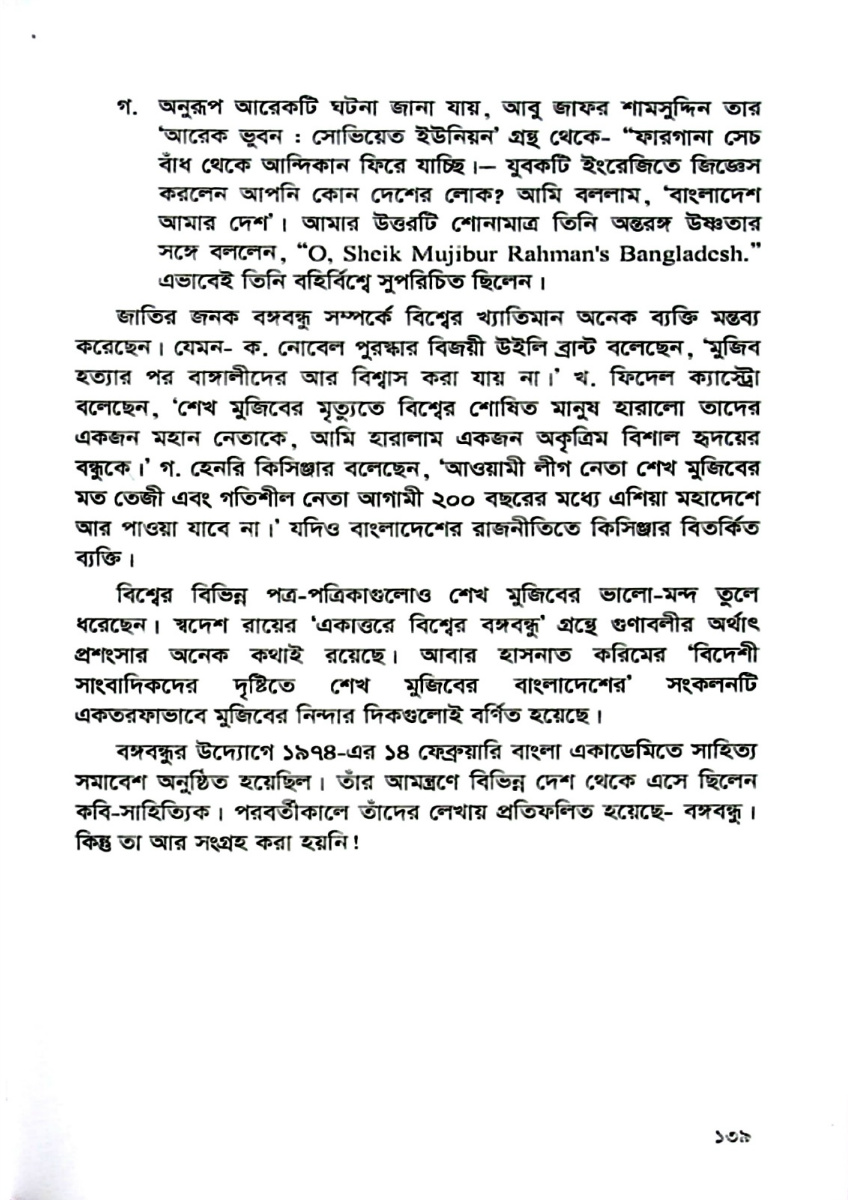 গ. অনুরূপ আরেকটি ঘটনা জানা যায়, আবু জাফর শামসুদ্দিন তার
‘আরেক ভুবন : সোভিয়েত ইউনিয়ন’ গ্রন্থ থেকে– “ফারগানা সেচ
বাঁধ থেকে আন্দিকান ফিরে যাচ্ছি।– যুবকটি ইংরেজিতে জিজ্ঞেস
করলেন আপনি কোন দেশের লোক? আমি বললাম, ‘বাংলাদেশ
আমার দেশ’। আমার উত্তরটি শোনামাত্র তিনি অন্তরঙ্গ উষ্ণতার
সঙ্গে বললেন, “O, Sheik Mujibur Rahman's Bangladesh.”
এভাবেই তিনি বহির্বিশ্বে সুপরিচিত ছিলেন।
জাতির জনক বঙ্গবন্ধু সম্পর্কে বিশ্বের খ্যাতিমান অনেক ব্যক্তি মন্তব্য
করেছেন। যেমন– ক. নোবেল পুরস্কার বিজয়ী উইলি ব্রান্ট বলেছেন, ‘মুজিব
হত্যার পর বাঙ্গালীদের আর বিশ্বাস করা যায় না।’ খ. ফিদেল ক্যাস্ট্রো
বলেছেন, ‘শেখ মুজিবের মৃত্যুতে বিশ্বের শোষিত মানুষ হারালো তাদের
একজন মহান নেতাকে, আমি হারালাম একজন অকৃত্রিম বিশাল হৃদয়ের
বন্ধুকে।’ গ. হেনরি কিসিঞ্জার বলেছেন, ‘আওয়ামী লীগ নেতা শেখ মুজিবের
মত তেজী এবং গতিশীল নেতা আগামী ২০০ বছরের মধ্যে এশিয়া মহাদেশে
আর পাওয়া যাবে না।’ যদিও বাংলাদেশের রাজনীতিতে কিসিঞ্জার বিতর্কিত
ব্যক্তি।
বিশ্বের বিভিন্ন পত্র-পত্রিকাগুলোও শেখ মুজিবের ভালো-মন্দ তুলে
ধরেছেন। স্বদেশ রায়ের ‘একাত্তরে বিশ্বের বঙ্গবন্ধু’ গ্রন্থে গুণাবলীর অর্থাৎ
প্রশংসার অনেক কথাই রয়েছে। আবার হাসনাত করিমের ‘বিদেশী
সাংবাদিকদের দৃষ্টিতে শেখ মুজিবের বাংলাদেশের’ সংকলনটি
একতরফাভাবে মুজিবের নিন্দার দিকগুলোই বর্ণিত হয়েছে।
বঙ্গবন্ধুর উদ্যোগে ১৯৭৪-এর ১৪ ফেব্রুয়ারি বাংলা একাডেমিতে সাহিত্য
সমাবেশ অনুষ্ঠিত হয়েছিল। তাঁর আমন্ত্রণে বিভিন্ন দেশ থেকে এসে ছিলেন
কবি-সাহিত্যিক। পরবর্তীকালে তাঁদের লেখায় প্রতিফলিত হয়েছে– বঙ্গবন্ধু।
কিন্তু তা আর সংগ্রহ করা হয়নি!
১৩৯